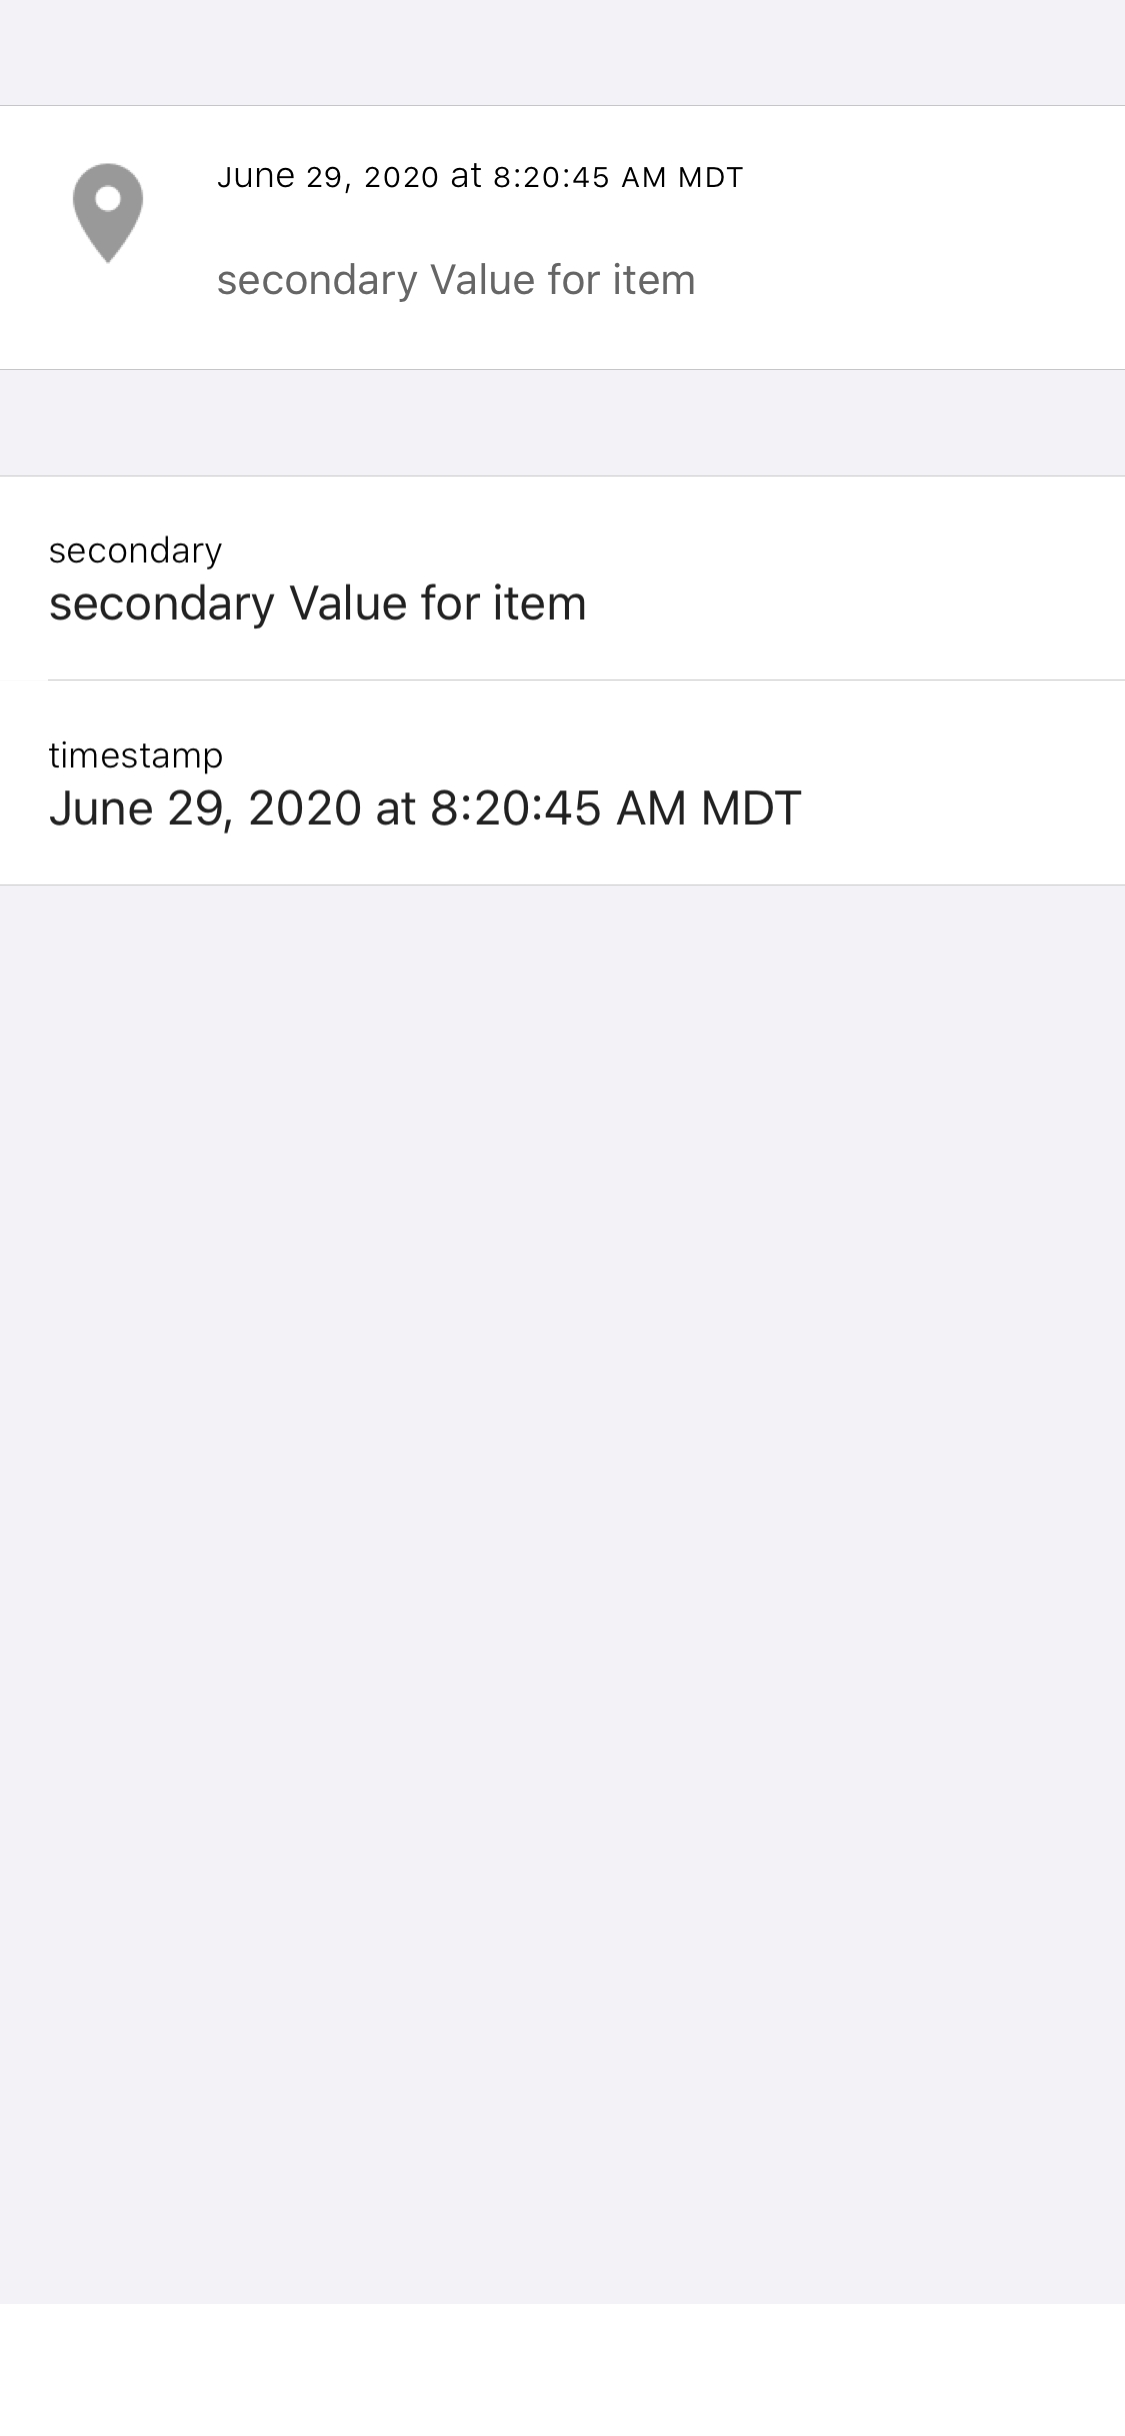 June 29, 2020 at 8:20:45 AM MDT
secondary Value for item
secondary
secondary Value for item
timestamp
June 29, 2020 at 8:20:45 AM MDT